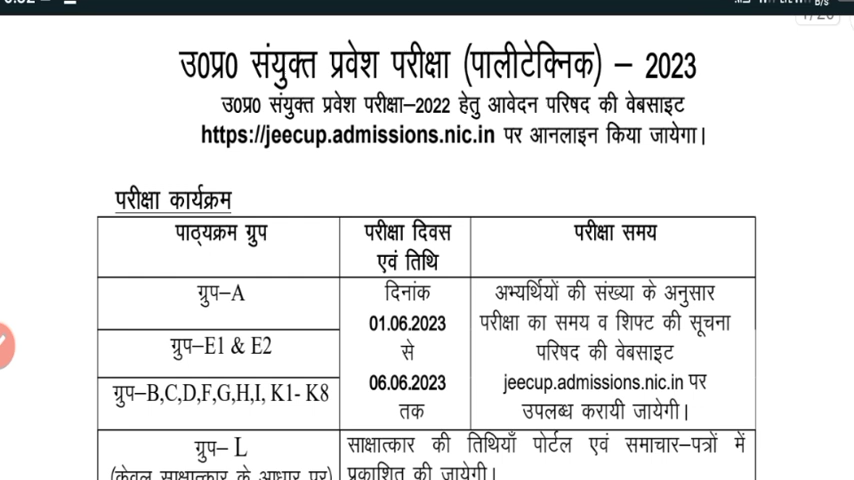 उ0प्र0 संयुक्त प्रवेश परीक्षा (पालीटेक्निक) – 2023
उ0प्र0 संयुक्त प्रवेश परीक्षा–2022 हेतु आवेदन परिषद की वेबसाइट
https://jeecup.admissions.nic.in पर आनलाइन किया जायेगा।
परीक्षा कार्यक्रम
पाठ्यक्रम ग्रुप
परीक्षा दिवस
एवं तिथि
परीक्षा समय
ग्रुप–A
ग्रुप–E1 & E2
ग्रुप–B,C,D,F,G,H,I, K1- K8
दिनांक
01.06.2023
से
06.06.2023
तक
अभ्यर्थियों की संख्या के अनुसार
परीक्षा का समय व शिफ्ट की सूचना
परिषद की वेबसाइट
jeecup.admissions.nic.in पर
उपलब्ध करायी जायेगी।
ग्रुप– L
(केवल साक्षात्कार के आधार पर)
साक्षात्कार की तिथियाँ पोर्टल एवं समाचार–पत्रों में
प्रकाशित की जायेगी।